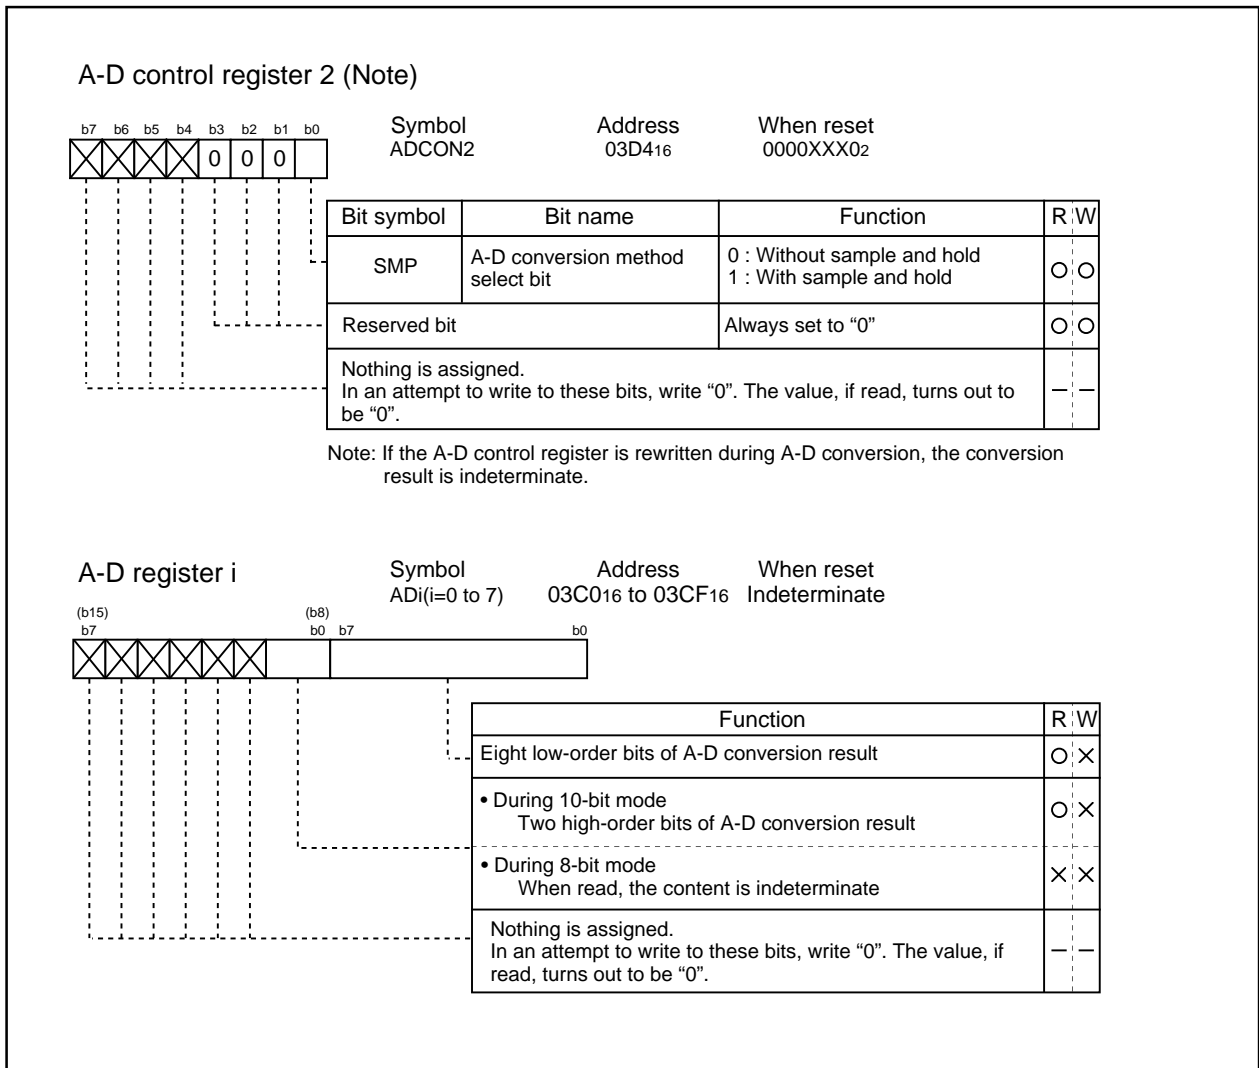 A-D control register 2 (Note)
b7 b6 b5 b4 b3 b2 b1 b0
0 0 0
Symbol Address When reset
ADCON2 03D416 0000XXX02
Bit symbol Bit name Function R W
SMP A-D conversion method select bit 0 : Without sample and hold
1 : With sample and hold
Reserved bit Always set to “0”
Nothing is assigned.
In an attempt to write to these bits, write “0”. The value, if read, turns out to
be “0”.
Note: If the A-D control register is rewritten during A-D conversion, the conversion
result is indeterminate.
A-D register i
Symbol Address When reset
ADi(i=0 to 7) 03C016 to 03CF16 Indeterminate
(b15) (b8)
b7 b0 b7 b0
Function R W
Eight low-order bits of A-D conversion result
• During 10-bit mode
Two high-order bits of A-D conversion result
• During 8-bit mode
When read, the content is indeterminate
Nothing is assigned.
In an attempt to write to these bits, write “0”. The value, if
read, turns out to be “0”.